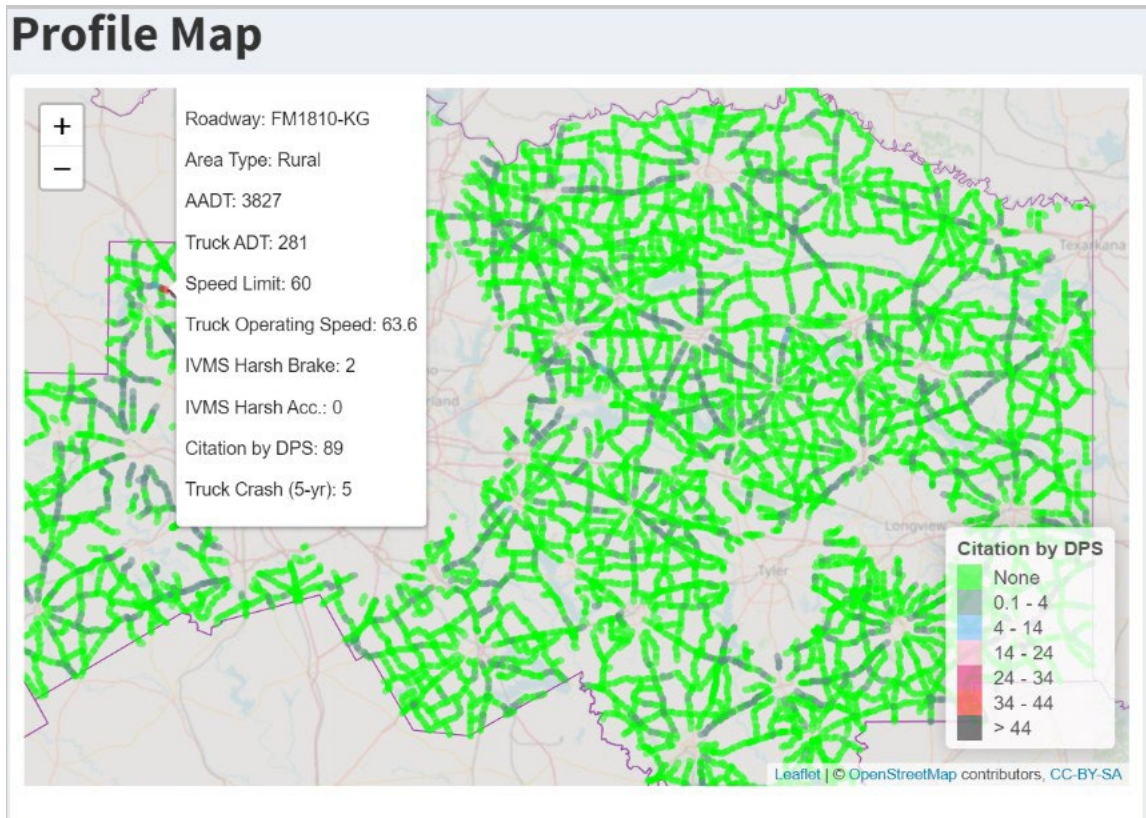 Profile Map
+
−
Roadway: FM1810-KG
Area Type: Rural
AADT: 3827
Truck ADT: 281
Speed Limit: 60
Truck Operating Speed: 63.6
IVMS Harsh Brake: 2
IVMS Harsh Acc.: 0
Citation by DPS: 89
Truck Crash (5-yr): 5
Texarkana
Longview
Tyler
Citation by DPS
None
0.1 - 4
4 - 14
14 - 24
24 - 34
34 - 44
> 44
Leaflet | © OpenStreetMap contributors, CC-BY-SA